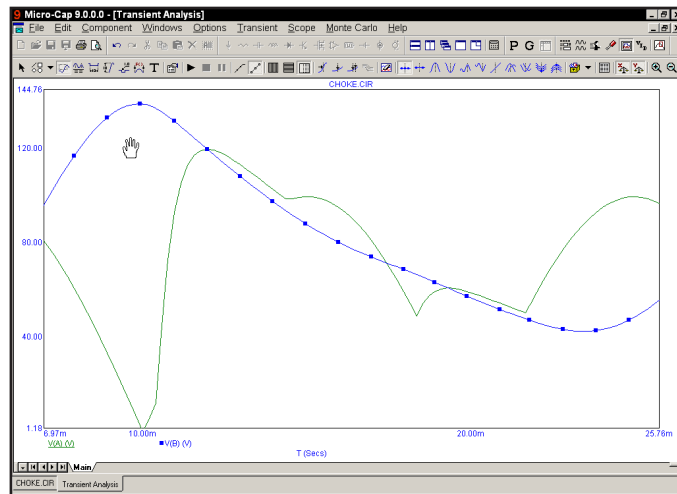 9 Micro-Cap 9.0.0.0 - [Transient Analysis]
File Edit Component Windows Options Transient Scope Monte Carlo Help
P G
T
CHOKE.CIR
144.76
120.00
80.00
40.00
1.18
6.97m 10.00m 20.00m 25.76m
V(A) (V) V(B) (V)
T (Secs)
Main
CHOKE.CIR Transient Analysis